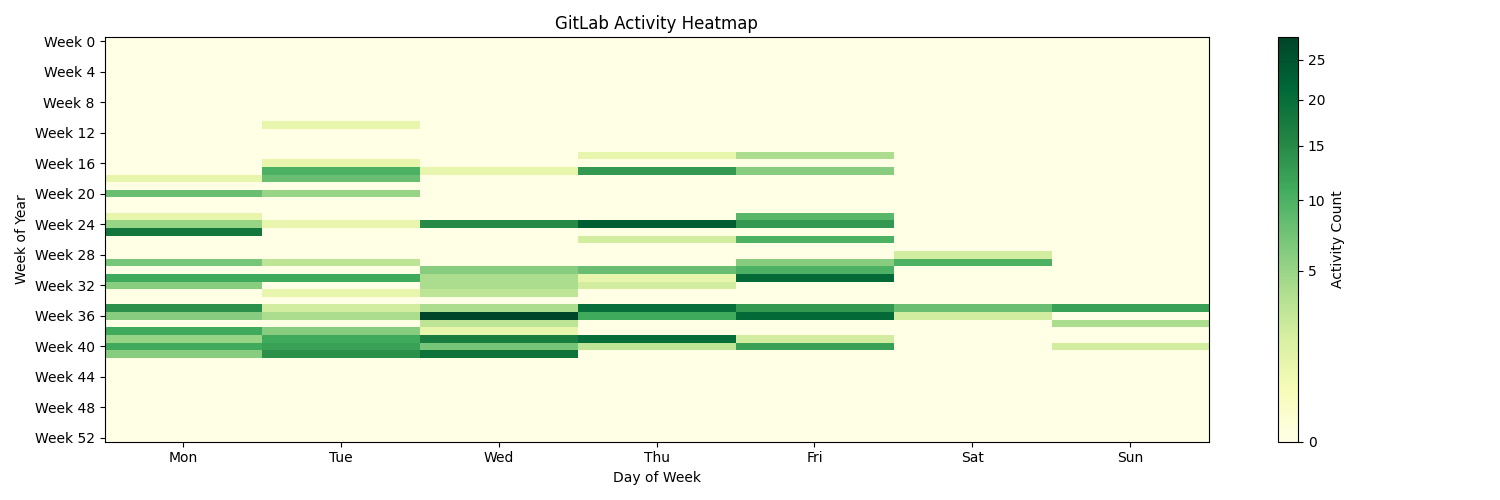 GitLab Activity Heatmap
Week of Year
Week 0
Week 4
Week 8
Week 12
Week 16
Week 20
Week 24
Week 28
Week 32
Week 36
Week 40
Week 44
Week 48
Week 52
Mon Tue Wed Thu Fri Sat Sun
Day of Week
25
20
15
10
5
0
Activity Count